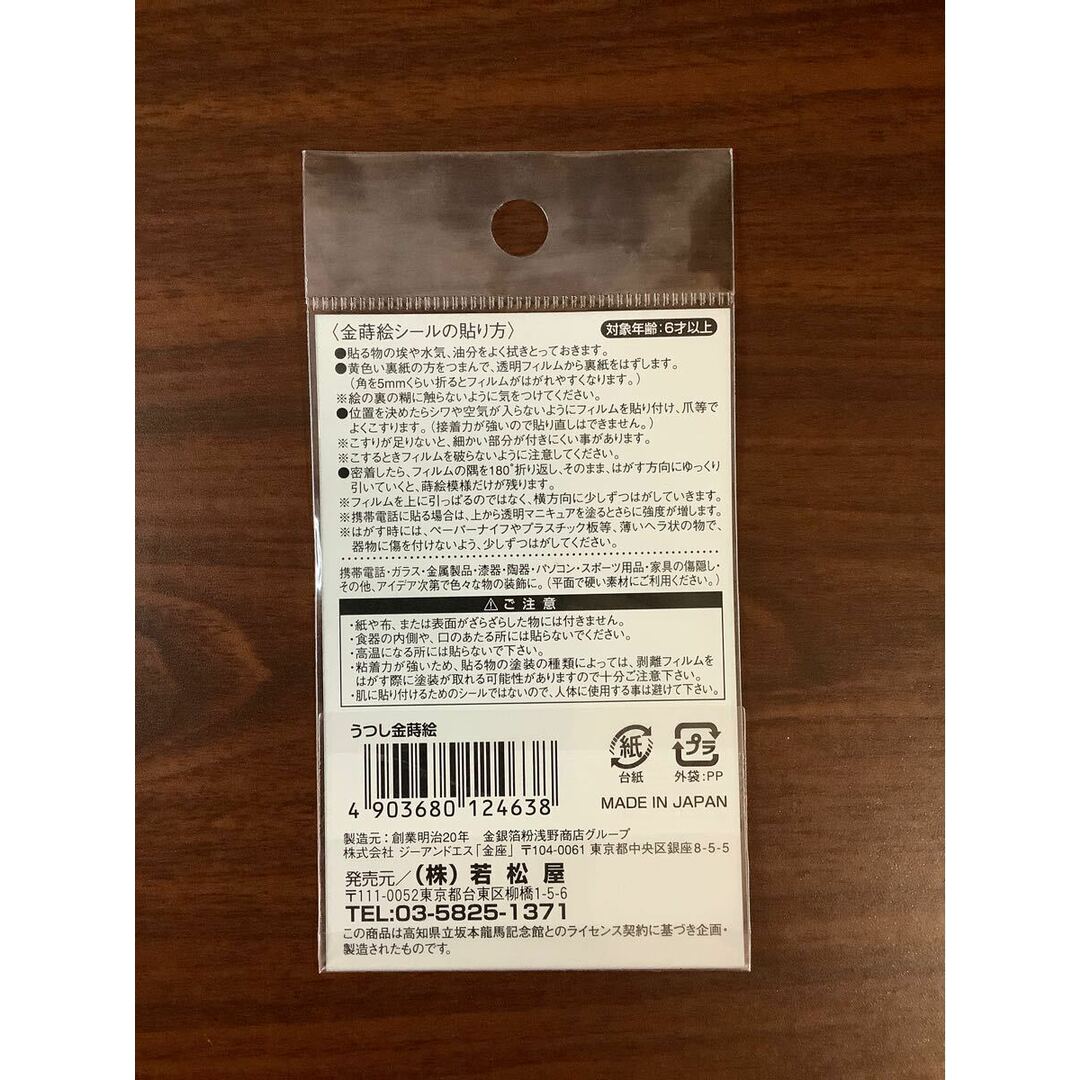 〈金蒔絵シールの貼り方〉 対象年齢:6才以上
●貼る物の埃や水気、油分をよく拭きとっておきます。
●黄色い裏紙の方をつまんで、透明フィルムから裏紙をはずします。
（角を5mmくらい折るとフィルムがはがれやすくなります。）
※絵の裏の糊に触らないように気をつけてください。
●位置を決めたらシワや空気が入らないようにフィルムを貼り付け、爪等で
よくこすります。（接着力が強いので貼り直しはできません。）
※こすりが足りないと、細かい部分が付きにくい事があります。
※こするときフィルムを破らないように注意してください。
●密着したら、フィルムの隅を180°折り返し、そのまま、はがす方向にゆっくり
引いていくと、蒔絵模様だけが残ります。
※フィルムを上に引っぱるのではなく、横方向に少しずつはがしていきます。
※携帯電話に貼る場合は、上から透明マニキュアを塗るとさらに強度が増します。
※はがす時には、ペーパーナイフやプラスチック板等、薄いヘラ状の物で、
器物に傷を付けないよう、少しずつはがしてください。
携帯電話・ガラス・金属製品・漆器・陶器・パソコン・スポーツ用品・家具の傷隠し・
その他、アイデア次第で色々な物の装飾に。（平面で硬い素材にご利用ください。）
⚠ご注意
・紙や布、または表面がざらざらした物には付きません。
・食器の内側や、口のあたる所には貼らないでください。
・高温になる所には貼らないで下さい。
・粘着力が強いため、貼る物の塗装の種類によっては、剥離フィルムを
はがす際に塗装が取れる可能性がありますので十分ご注意下さい。
・肌に貼り付けるためのシールではないので、人体に使用する事は避けて下さい。
うつし金蒔絵
紙 プラ
台紙 外袋:PP
4 903680 124638
MADE IN JAPAN
製造元：創業明治20年 金銀箔粉浅野商店グループ
株式会社 ジーアンドエス「金座」 〒104-0061 東京都中央区銀座8-5-5
発売元／（株）若松屋
〒111-0052東京都台東区柳橋1-5-6
TEL:03-5825-1371
この商品は高知県立坂本龍馬記念館とのライセンス契約に基づき企画・
製造されたものです。